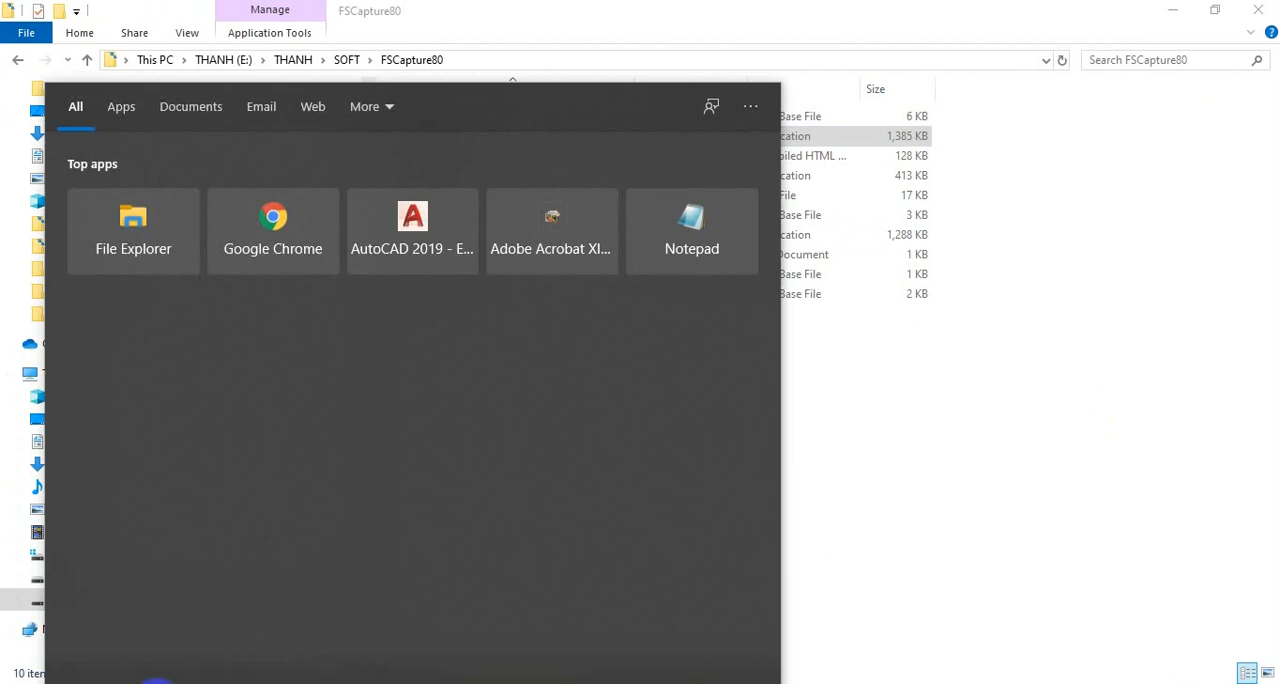 Manage
FSCapture80
File
Home
Share
View
Application Tools
This PC
THANH (E:)
THANH
SOFT
FSCapture80
Search FSCapture80
Size
All
Apps
Documents
Email
Web
More
Top apps
File Explorer
Google Chrome
AutoCAD 2019 - E...
Adobe Acrobat XI...
Notepad
Base File
6 KB
cation
1,385 KB
piled HTML ...
128 KB
cation
413 KB
File
17 KB
Base File
3 KB
cation
1,288 KB
Document
1 KB
Base File
1 KB
Base File
2 KB
10 iten